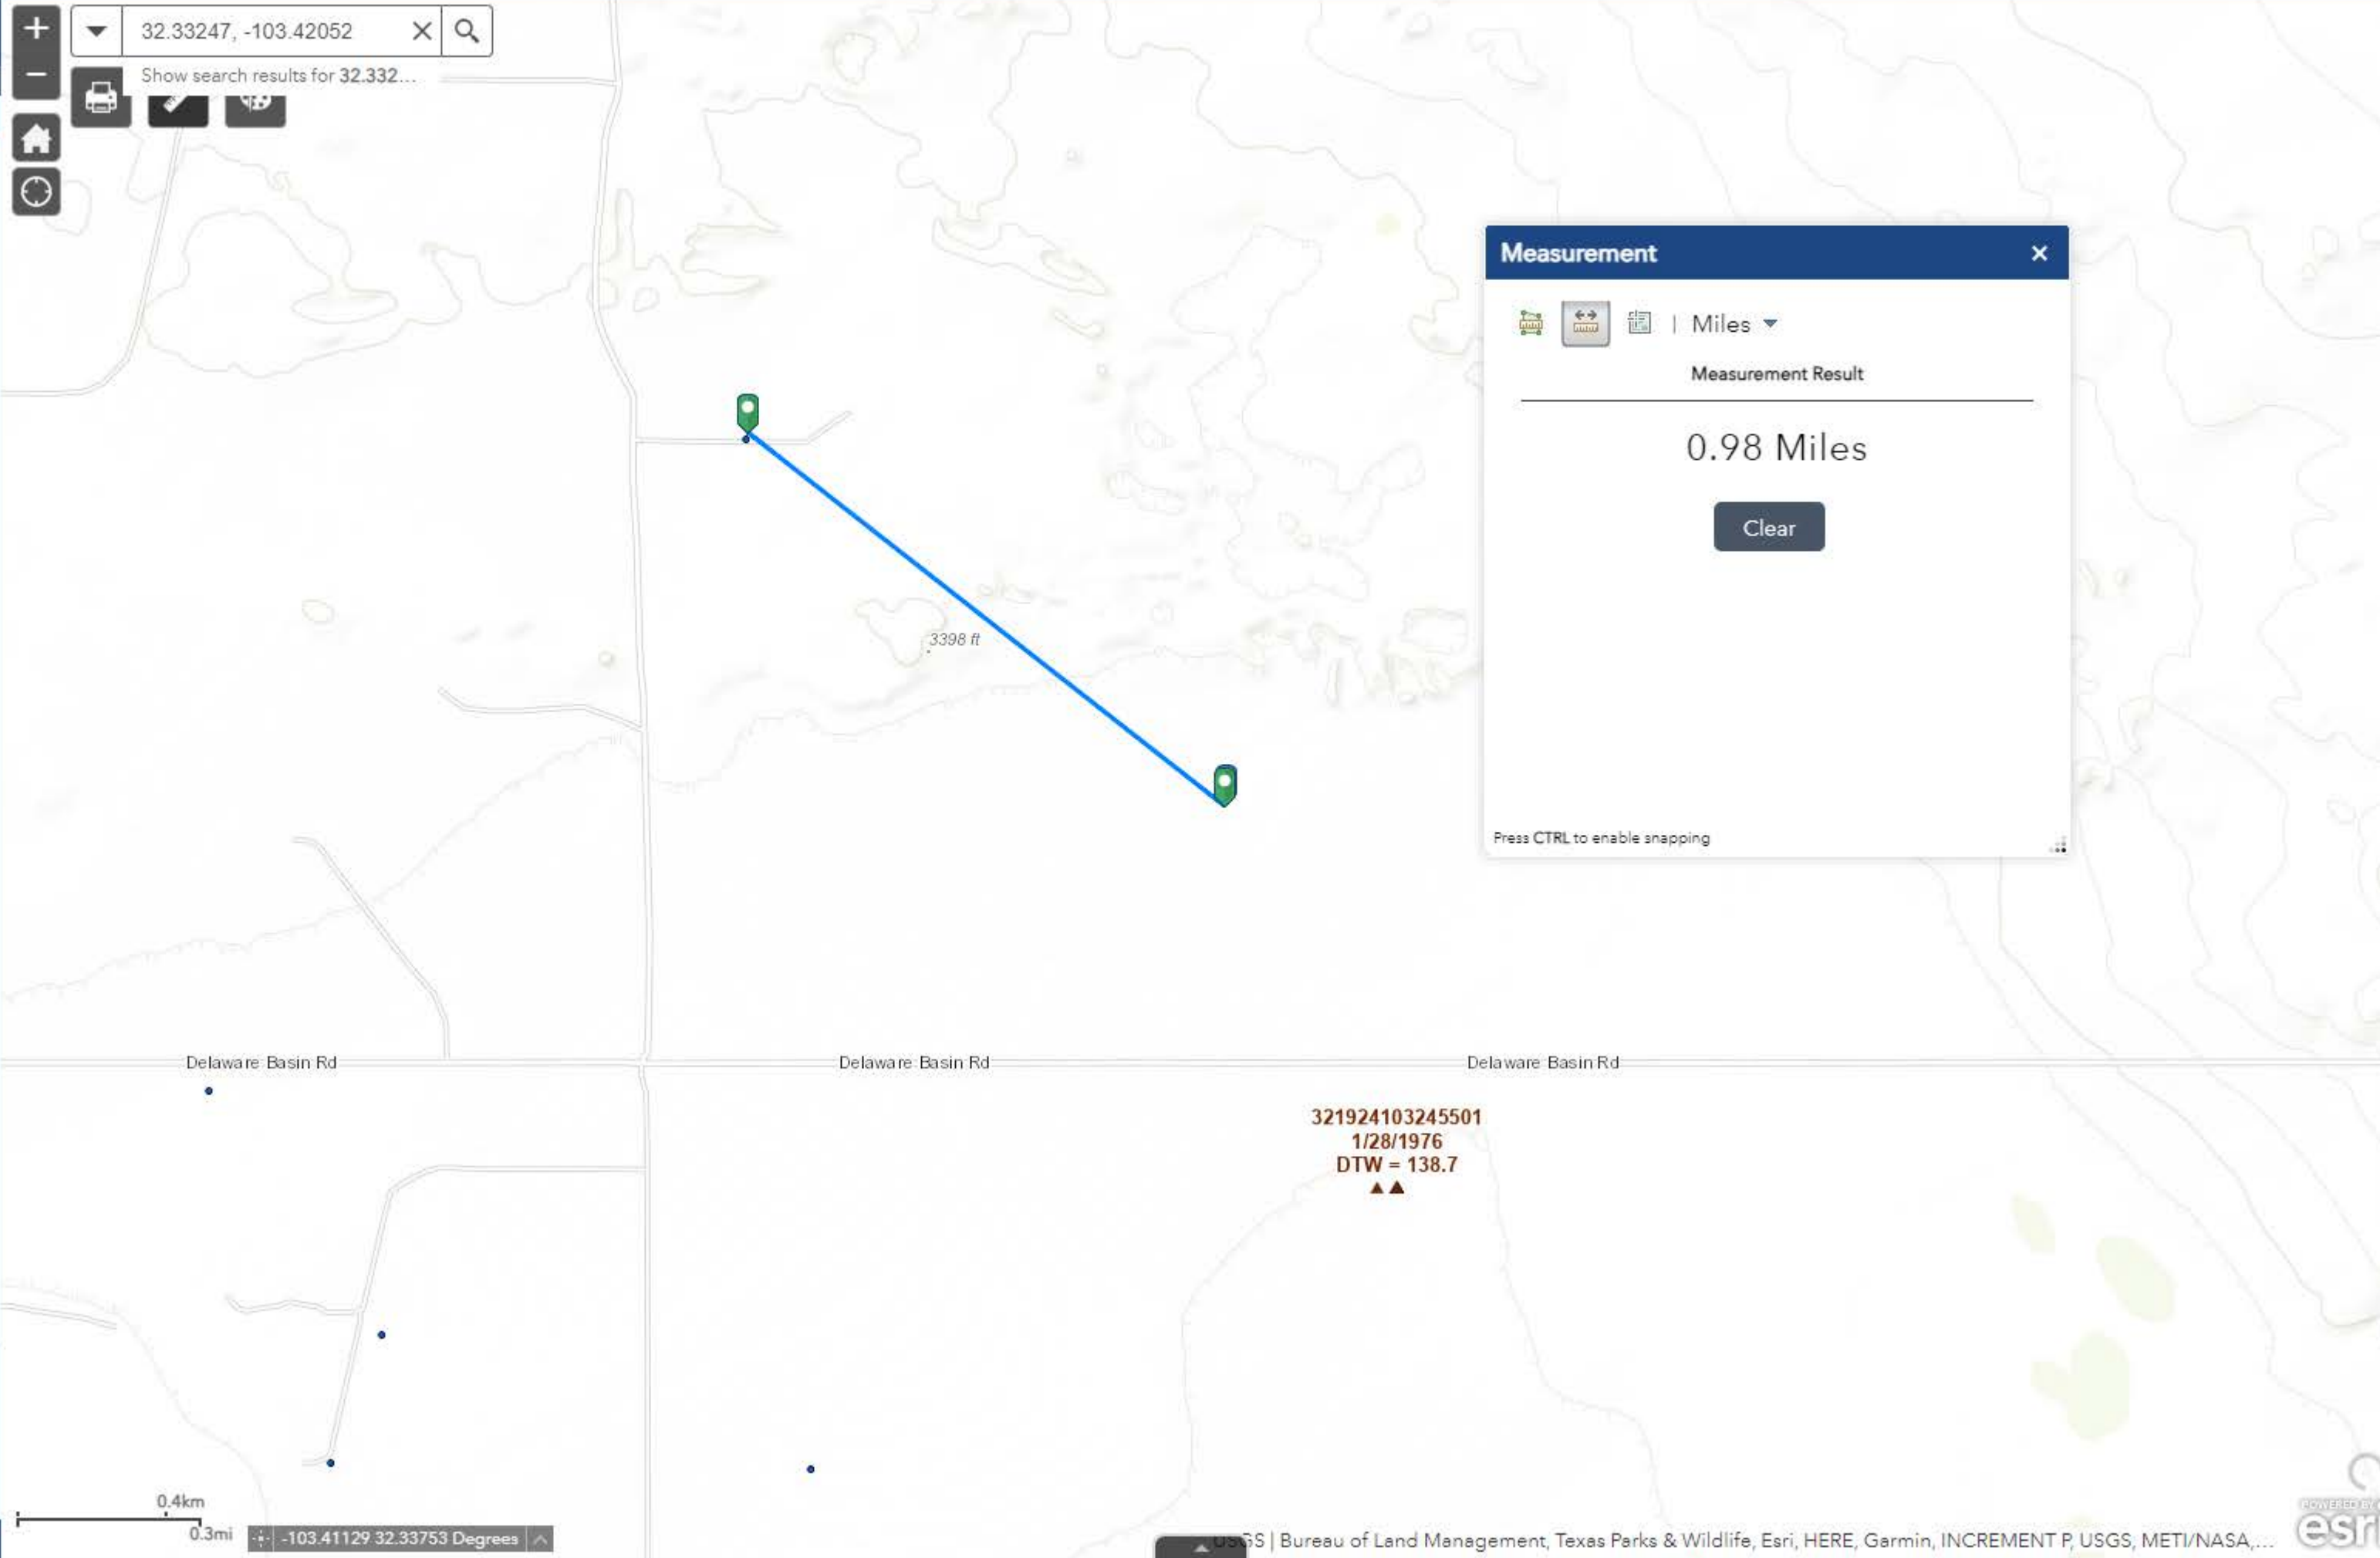 32.33247, -103.42052
Show search results for 32.332...
Measurement
Miles
Measurement Result
0.98 Miles
Clear
Press CTRL to enable snapping
3398 ft
Delaware Basin Rd
Delaware Basin Rd
Delaware Basin Rd
321924103245501
1/28/1976
DTW = 138.7
0.4km
0.3mi
-103.41129 32.33753 Degrees
USGS | Bureau of Land Management, Texas Parks & Wildlife, Esri, HERE, Garmin, INCREMENT P, USGS, METI/NASA,...
POWERED BY
esri